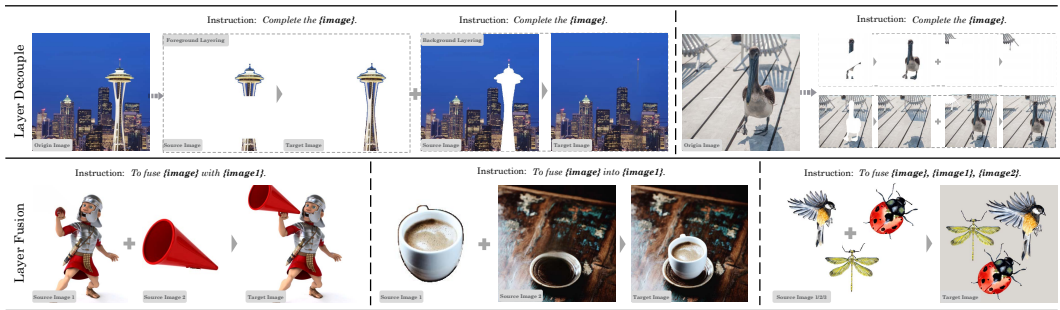 Layer Decouple
Instruction: Complete the {image}.
Instruction: Complete the {image}.
Instruction: Complete the {image}.
Foreground Layering
Background Layering
Origin Image
Source Image
Target Image
Source Image
Target Image
Origin Image
Layer Fusion
Instruction: To fuse {image} with {image1}.
Instruction: To fuse {image} into {image1}.
Instruction: To fuse {image}, {image1}, {image2}.
Source Image 1
Source Image 2
Target Image
Source Image 1
Source Image 2
Target Image
Source Image 1/2/3
Target Image